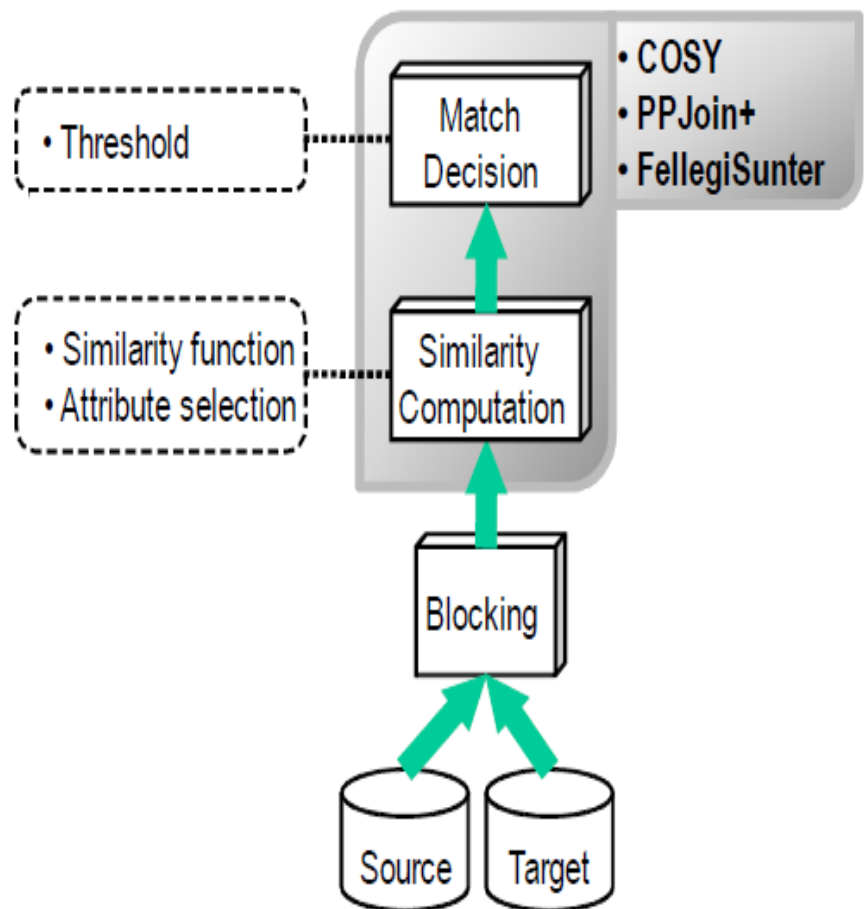 • COSY
• PPJoin+
• FellegiSunter
Match
Decision
• Threshold
Similarity
Computation
• Similarity function
• Attribute selection
Blocking
Source
Target